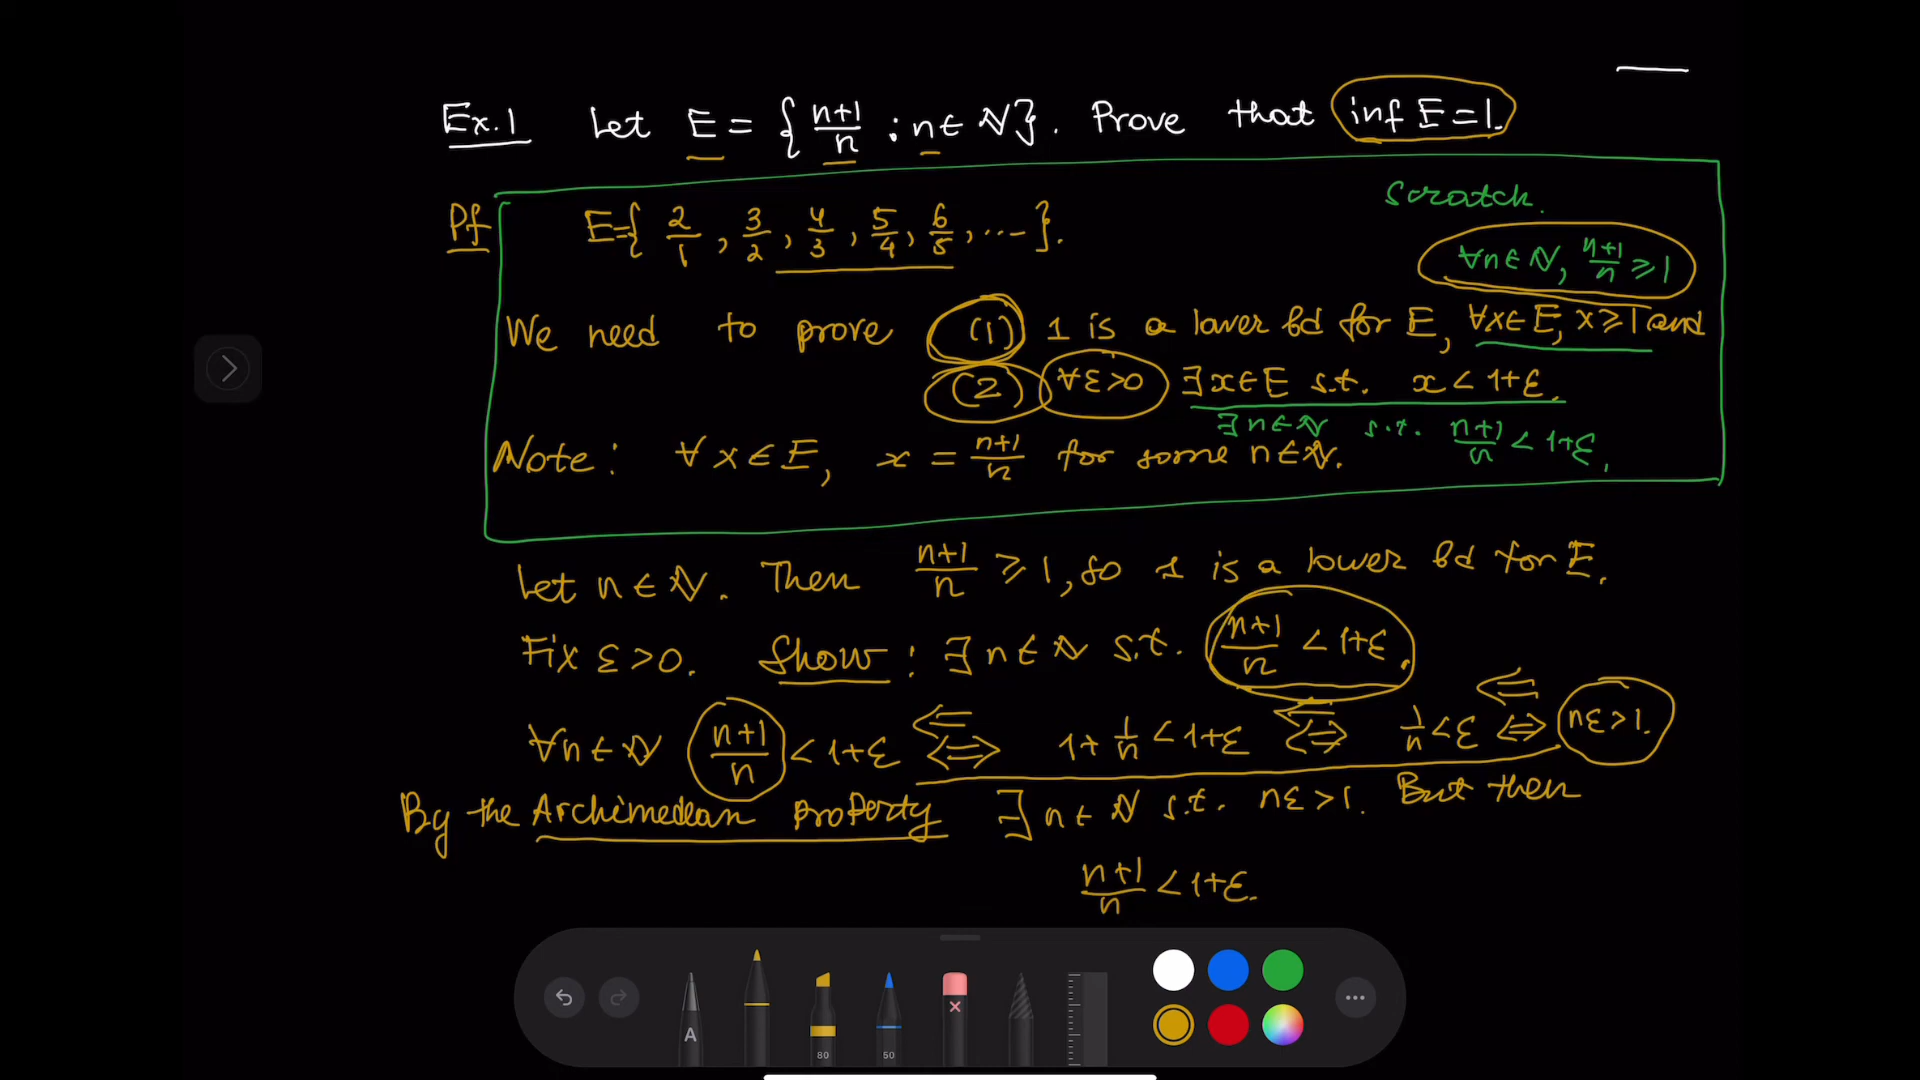 Ex.1 Let E = { n+1/n ; n ∈ ℕ }. Prove that inf E = 1.
Scratch.
Pf E = { 2/1, 3/2, 4/3, 5/4, 6/5, ... }.
∀n ∈ ℕ, n+1/n ⩾ 1
We need to prove (1) 1 is a lower bd for E, ∀x ∈ E, x ⩾ 1 and
(2) ∀ε > 0 ∃ x ∈ E s.t. x < 1+ε.
∃ n ∈ ℕ s.t. n+1/n < 1+ε.
Note: ∀ x ∈ E, x = n+1/n for some n ∈ ℕ.
Let n ∈ ℕ. Then n+1/n ⩾ 1, so 1 is a lower bd for E.
Fix ε > 0. Show: ∃ n ∈ ℕ s.t. n+1/n < 1+ε.
⇐ ⇐ ⇐
∀n ∈ ℕ n+1/n < 1+ε ⇔ 1 + 1/n < 1+ε ⇔ 1/n < ε ⇔ nε > 1.
By the Archimedean property ∃ n ∈ ℕ s.t. nε > 1. But then
n+1/n < 1+ε.
A 80 50